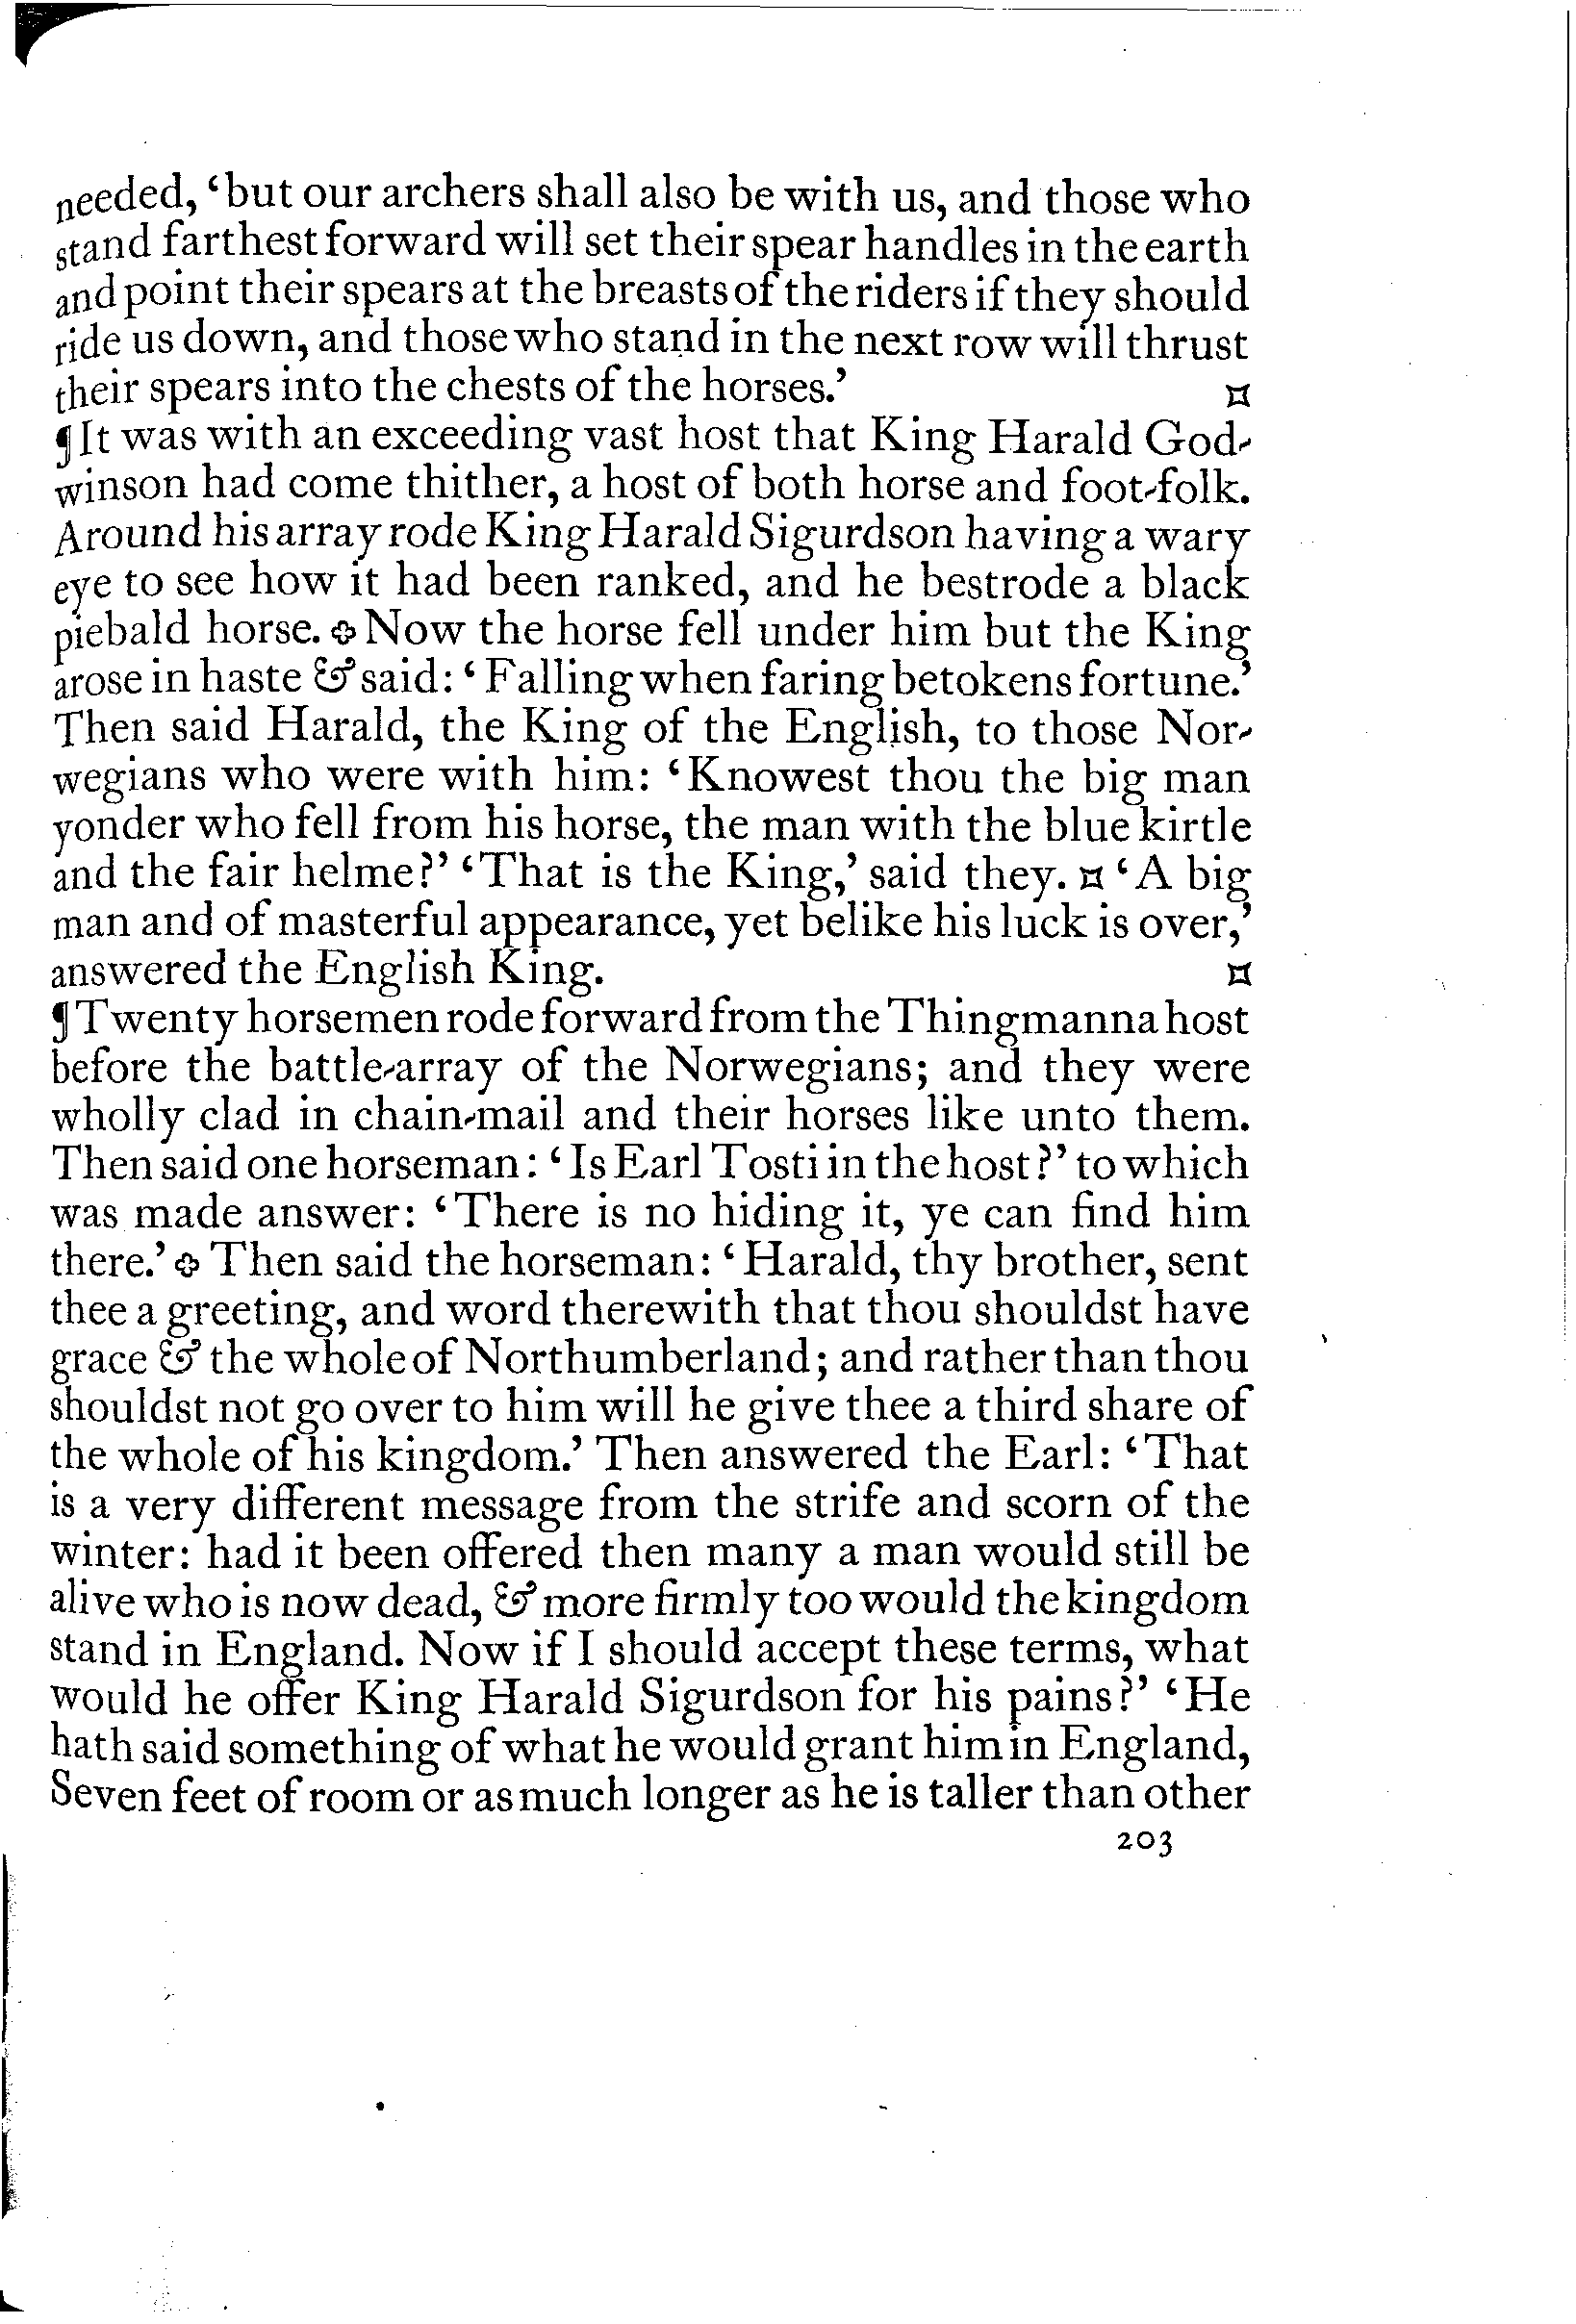 needed, ‘but our archers shall also be with us, and those who
stand farthest forward will set their spear handles in the earth
and point their spears at the breasts of the riders if they should
ride us down, and those who stand in the next row will thrust
their spears into the chests of the horses.’ ¤
¶ It was with an exceeding vast host that King Harald God-
winson had come thither, a host of both horse and foot-folk.
Around his array rode King Harald Sigurdson having a wary
eye to see how it had been ranked, and he bestrode a black
piebald horse. ✥ Now the horse fell under him but the King
arose in haste & said: ‘Falling when faring betokens fortune.’
Then said Harald, the King of the English, to those Nor-
wegians who were with him: ‘Knowest thou the big man
yonder who fell from his horse, the man with the blue kirtle
and the fair helme?’ ‘That is the King,’ said they. ¤ ‘A big
man and of masterful appearance, yet belike his luck is over,’
answered the English King. ¤
¶ Twenty horsemen rode forward from the Thingmanna host
before the battle-array of the Norwegians; and they were
wholly clad in chain-mail and their horses like unto them.
Then said one horseman: ‘Is Earl Tosti in the host?’ to which
was made answer: ‘There is no hiding it, ye can find him
there.’ ✥ Then said the horseman: ‘Harald, thy brother, sent
thee a greeting, and word therewith that thou shouldst have
grace & the whole of Northumberland; and rather than thou
shouldst not go over to him will he give thee a third share of
the whole of his kingdom.’ Then answered the Earl: ‘That
is a very different message from the strife and scorn of the
winter: had it been offered then many a man would still be
alive who is now dead, & more firmly too would the kingdom
stand in England. Now if I should accept these terms, what
would he offer King Harald Sigurdson for his pains?’ ‘He
hath said something of what he would grant him in England,
Seven feet of room or as much longer as he is taller than other
203